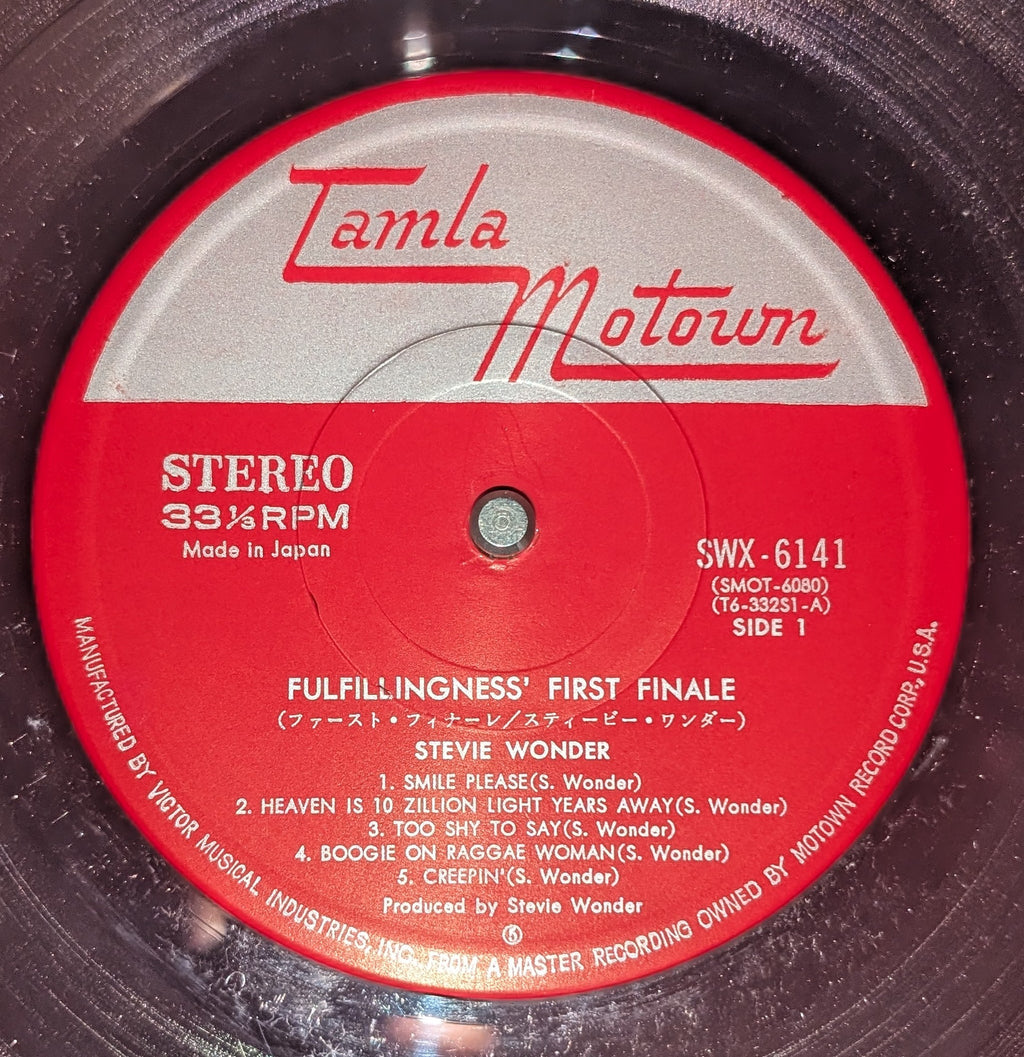 Tamla
Motown
STEREO
33⅓RPM
Made in Japan
SWX-6141
(SMOT-6080)
(T6-332S1-A)
SIDE 1
FULFILLINGNESS' FIRST FINALE
(ファースト・フィナーレ／スティービー・ワンダー)
STEVIE WONDER
1. SMILE PLEASE(S. Wonder)
2. HEAVEN IS 10 ZILLION LIGHT YEARS AWAY(S. Wonder)
3. TOO SHY TO SAY(S. Wonder)
4. BOOGIE ON RAGGAE WOMAN(S. Wonder)
5. CREEPIN'(S. Wonder)
Produced by Stevie Wonder
MANUFACTURED BY VICTOR MUSICAL INDUSTRIES, INC. FROM A MASTER RECORDING OWNED BY MOTOWN RECORD CORP., U.S.A.